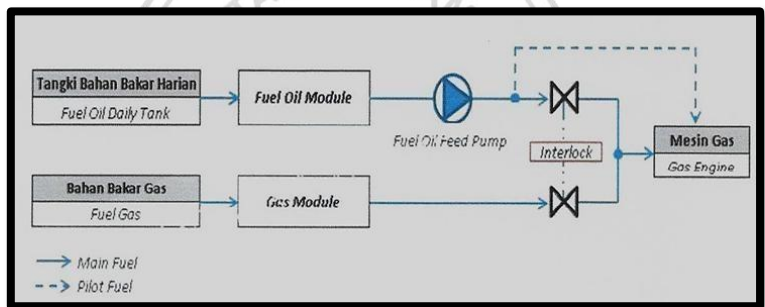 Tangki Bahan Bakar Harian
Fuel Oil Daily Tank
Fuel Oil Module
Fuel Oil Feed Pump
Interlock
Mesin Gas
Gas Engine
Bahan Bakar Gas
Fuel Gas
Gas Module
Main Fuel
Pilot Fuel